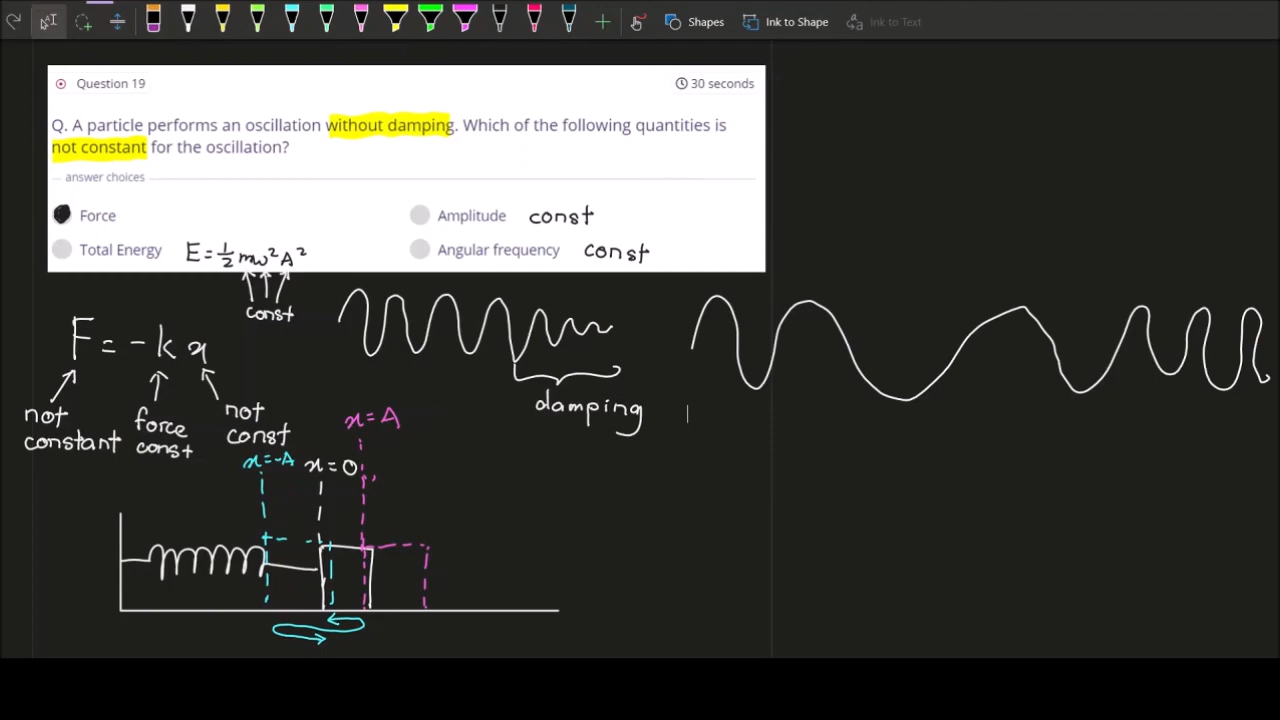 Shapes
Ink to Shape
Ink to Text
Question 19
30 seconds
Q. A particle performs an oscillation without damping. Which of the following quantities is
not constant for the oscillation?
answer choices
Force
Amplitude const
Total Energy E = 1/2 mω²A²
Angular frequency const
const
F = -kx
not constant
force const
not const
damping
x = A
x = -A
x = 0